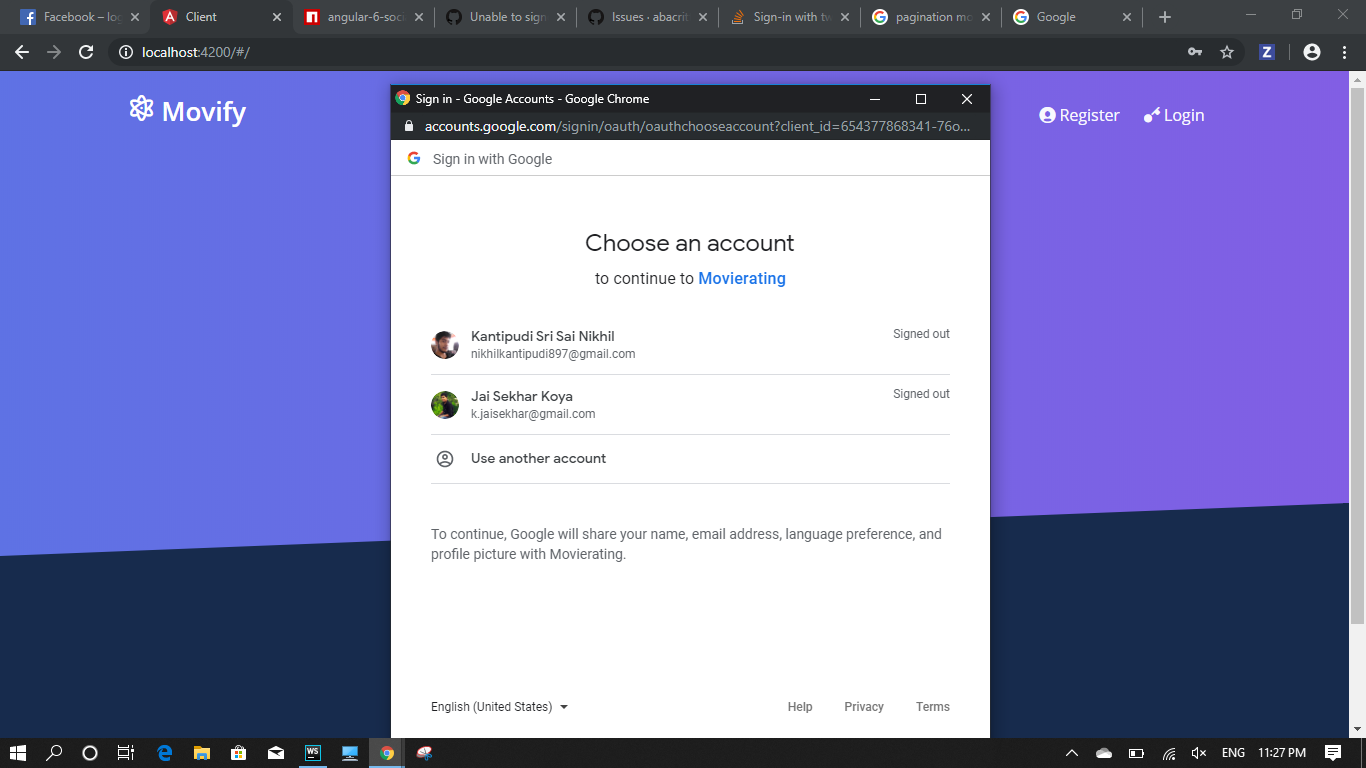 Facebook – log
Client
angular-6-soci
Unable to sign
Issues · abacrit
Sign-in with tw
pagination mo
Google
localhost:4200/#/
Z
Movify
Register
Login
Sign in - Google Accounts - Google Chrome
accounts.google.com/signin/oauth/oauthchooseaccount?client_id=654377868341-76o...
Sign in with Google
Choose an account
to continue to Movierating
Kantipudi Sri Sai Nikhil
Signed out
nikhilkantipudi897@gmail.com
Jai Sekhar Koya
Signed out
k.jaisekhar@gmail.com
Use another account
To continue, Google will share your name, email address, language preference, and
profile picture with Movierating.
English (United States)
Help
Privacy
Terms
WS
ENG
11:27 PM